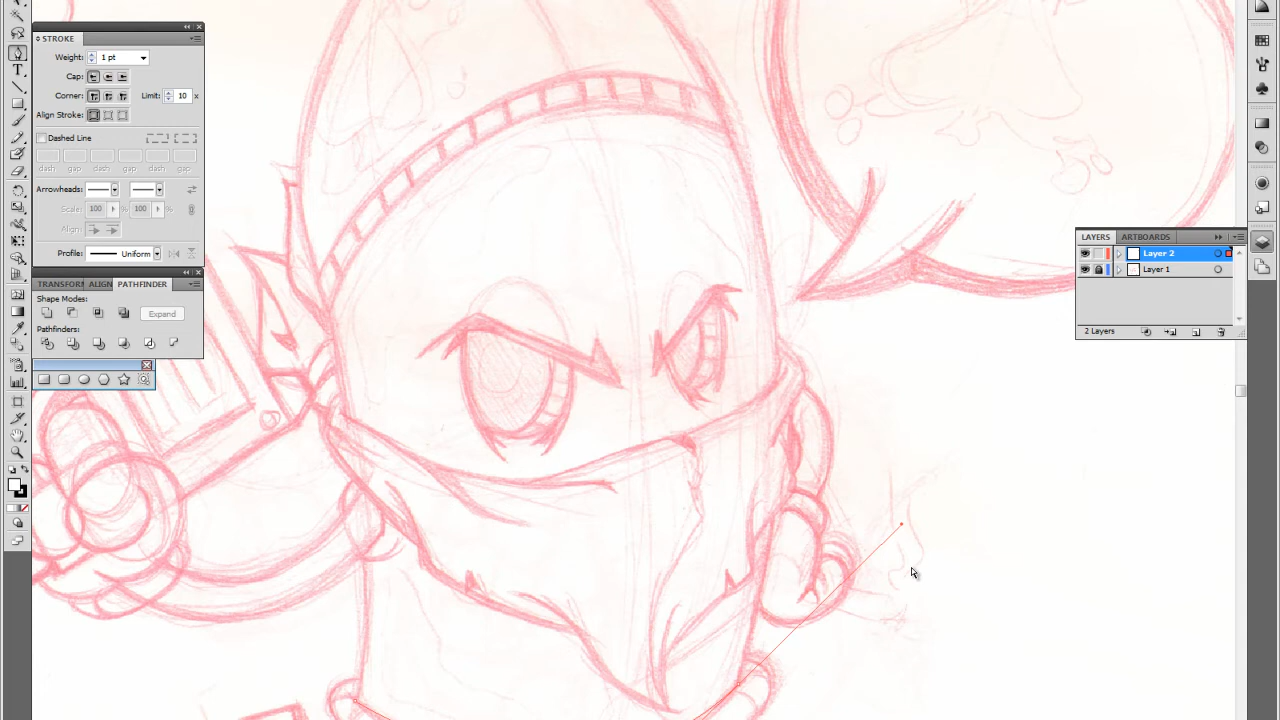 STROKE
Weight: 1 pt
Cap:
Corner: Limit: 10 x
Align Stroke:
Dashed Line
dash gap dash gap dash gap
Arrowheads:
Scale: 100 % 100 %
Align:
Profile: Uniform
TRANSFORM ALIGN PATHFINDER
Shape Modes:
Expand
Pathfinders:
LAYERS ARTBOARDS
Layer 2
Layer 1
2 Layers